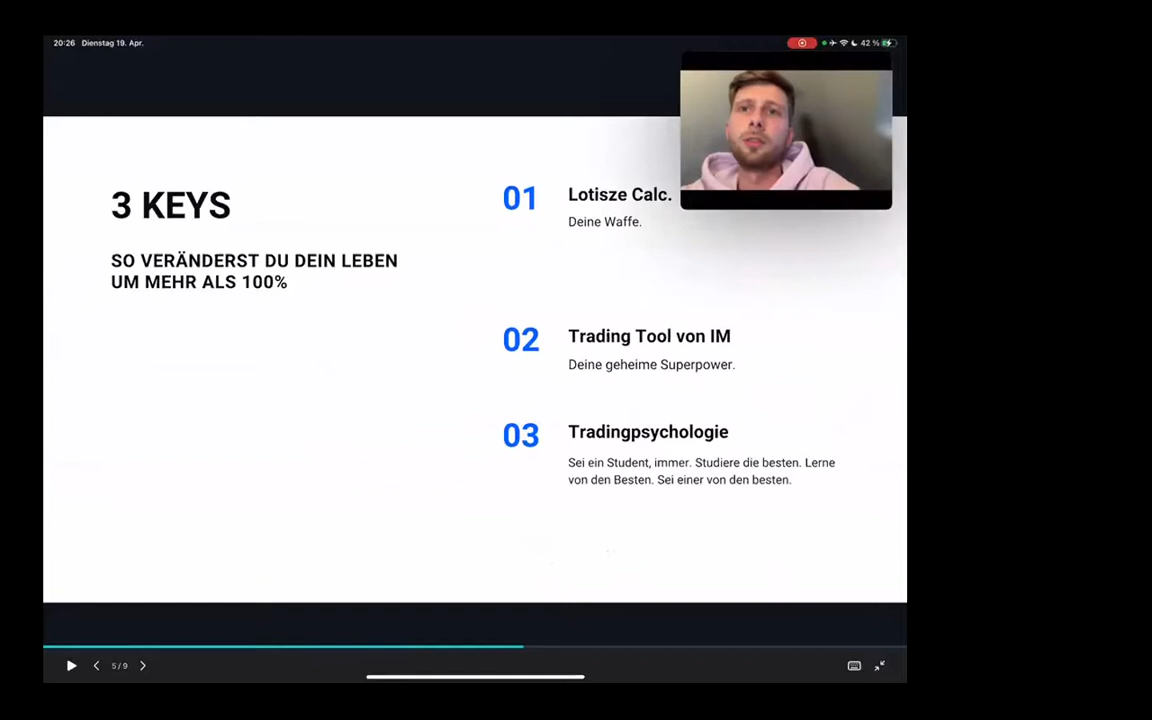 20:26 Dienstag 19. Apr.
42 %
3 KEYS
SO VERÄNDERST DU DEIN LEBEN
UM MEHR ALS 100%
01
Lotisze Calc.
Deine Waffe.
02
Trading Tool von IM
Deine geheime Superpower.
03
Tradingpsychologie
Sei ein Student, immer. Studiere die besten. Lerne
von den Besten. Sei einer von den besten.
5/9